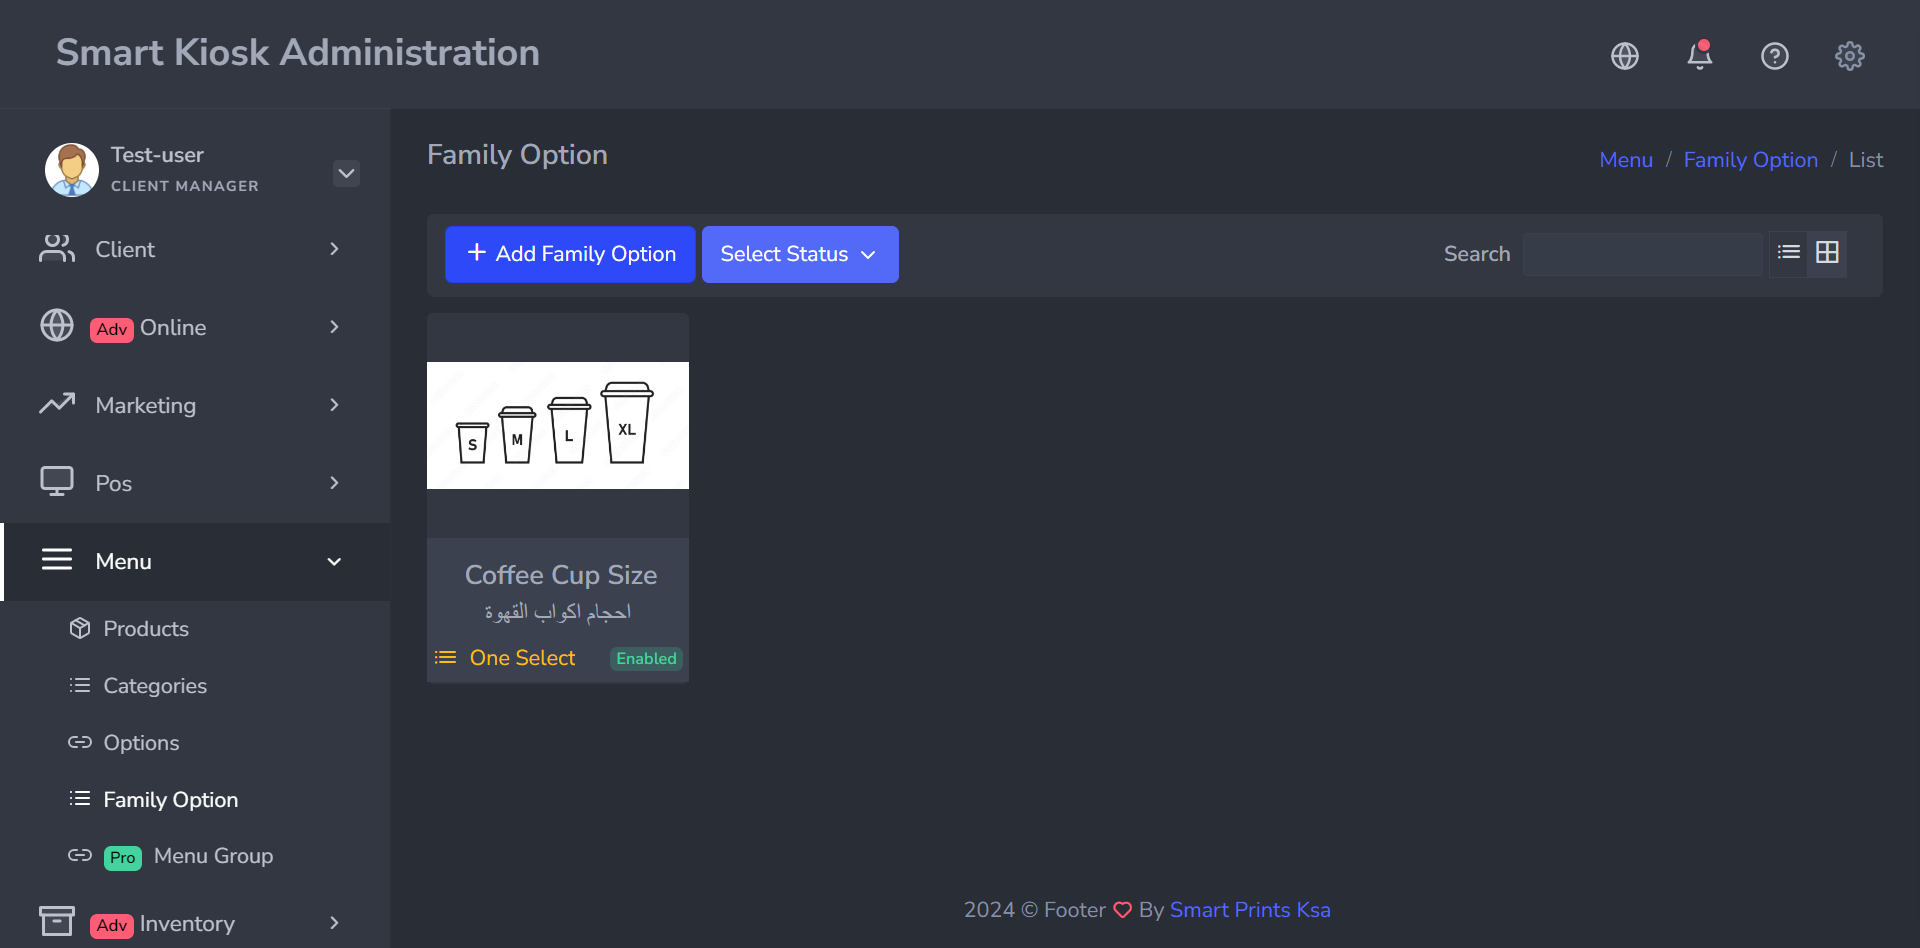 Smart Kiosk Administration
Test-user
CLIENT MANAGER
Client
Adv Online
Marketing
Pos
Menu
Products
Categories
Options
Family Option
Pro Menu Group
Adv Inventory
Family Option
Menu / Family Option / List
+ Add Family Option
Select Status
Search
S M L XL
Coffee Cup Size
احجام اكواب القهوة
One Select
Enabled
2024 © Footer ♡ By Smart Prints Ksa